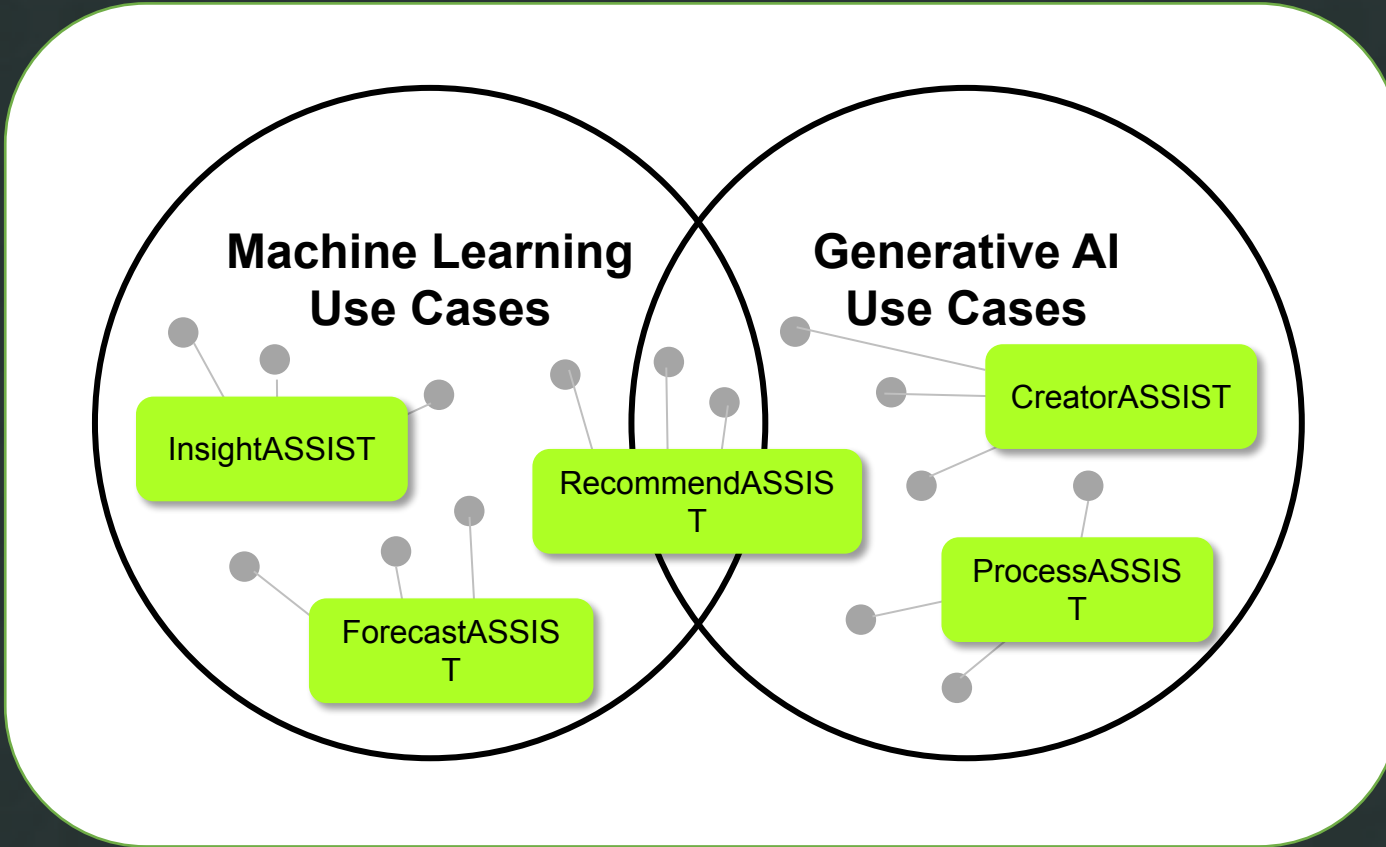 Machine Learning
Use Cases
Generative AI
Use Cases
InsightASSIST
RecommendASSIS
T
CreatorASSIST
ForecastASSIS
T
ProcessASSIS
T